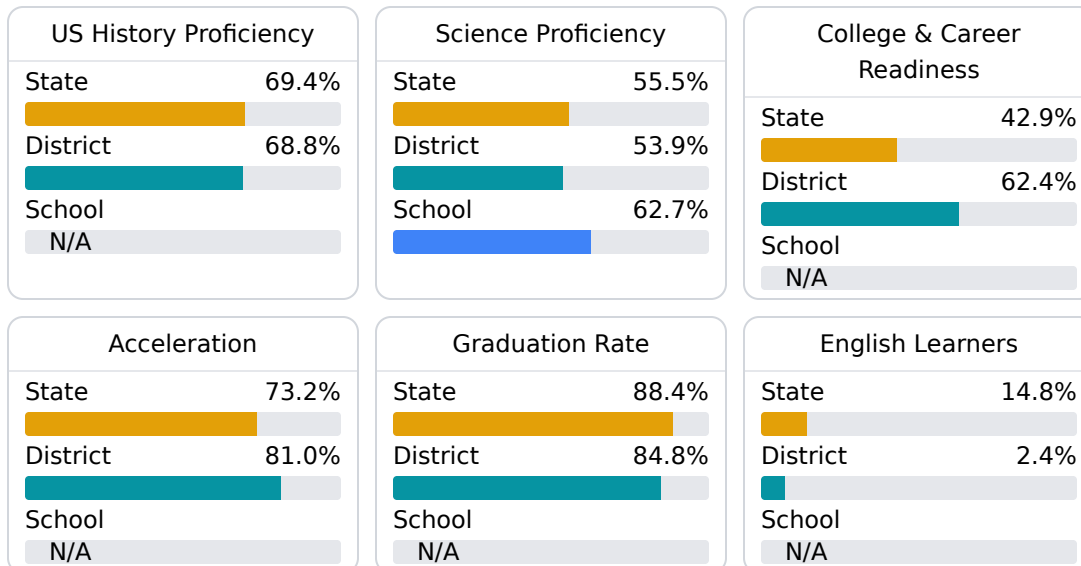 US History Proficiency
State 69.4%
District 68.8%
School
N/A
Science Proficiency
State 55.5%
District 53.9%
School 62.7%
College & Career
Readiness
State 42.9%
District 62.4%
School
N/A
Acceleration
State 73.2%
District 81.0%
School
N/A
Graduation Rate
State 88.4%
District 84.8%
School
N/A
English Learners
State 14.8%
District 2.4%
School
N/A